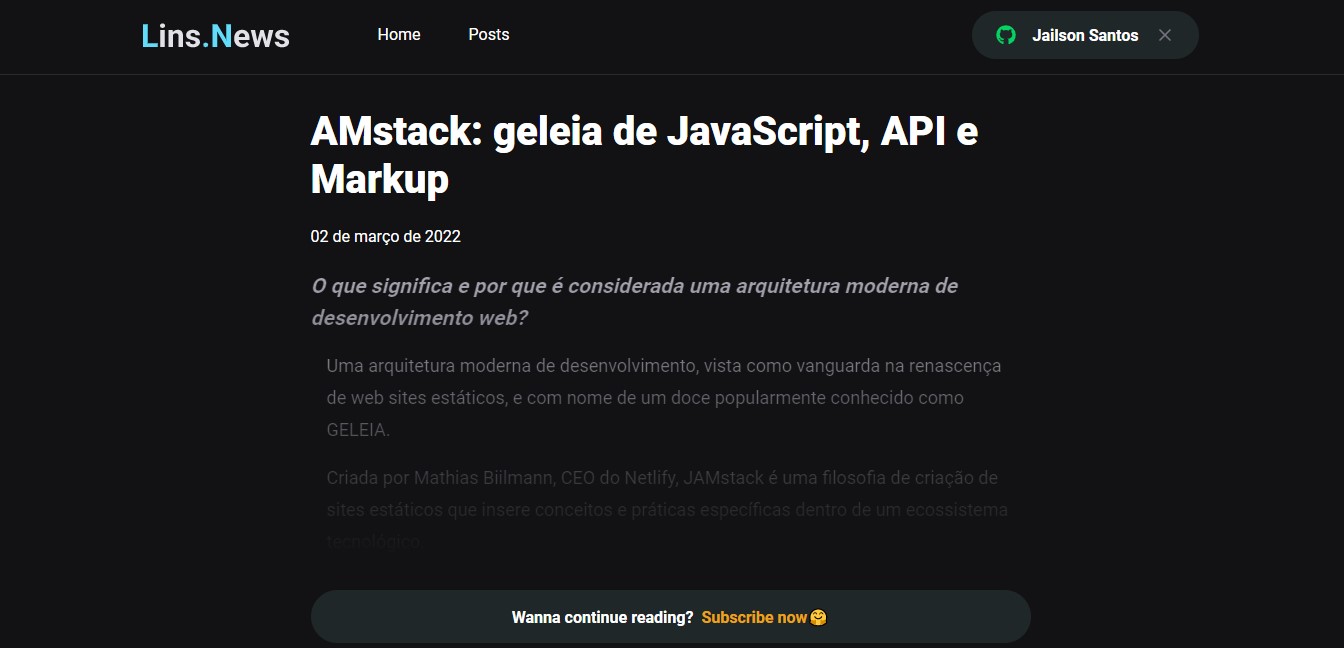 Lins.News
Home
Posts
Jailson Santos
AMstack: geleia de JavaScript, API e
Markup
02 de março de 2022
O que significa e por que é considerada uma arquitetura moderna de
desenvolvimento web?
Uma arquitetura moderna de desenvolvimento, vista como vanguarda na renascença
de web sites estáticos, e com nome de um doce popularmente conhecido como
GELEIA.
Criada por Mathias Biilmann, CEO do Netlify, JAMstack é uma filosofia de criação de
sites estáticos que insere conceitos e práticas específicas dentro de um ecossistema
tecnológico.
Wanna continue reading? Subscribe now 🤗